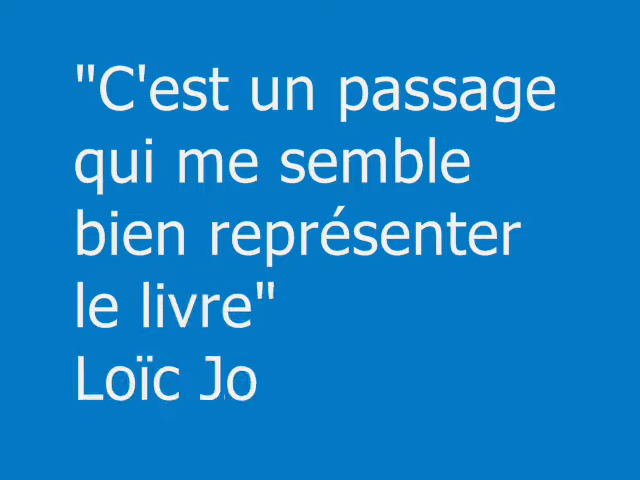 "C'est un passage
qui me semble
bien représenter
le livre"
Loïc Jo